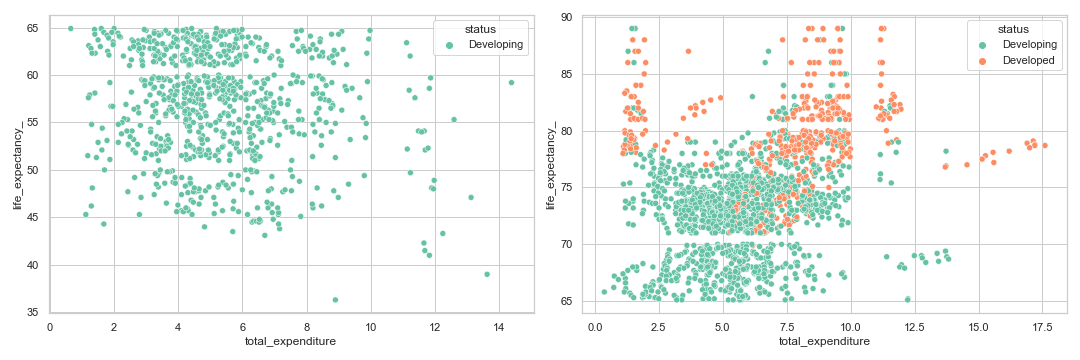 65
60
55
50
45
40
35
life_expectancy_
0 2 4 6 8 10 12 14
total_expenditure
status
Developing
90
85
80
75
70
65
life_expectancy_
0.0 2.5 5.0 7.5 10.0 12.5 15.0 17.5
total_expenditure
status
Developing
Developed